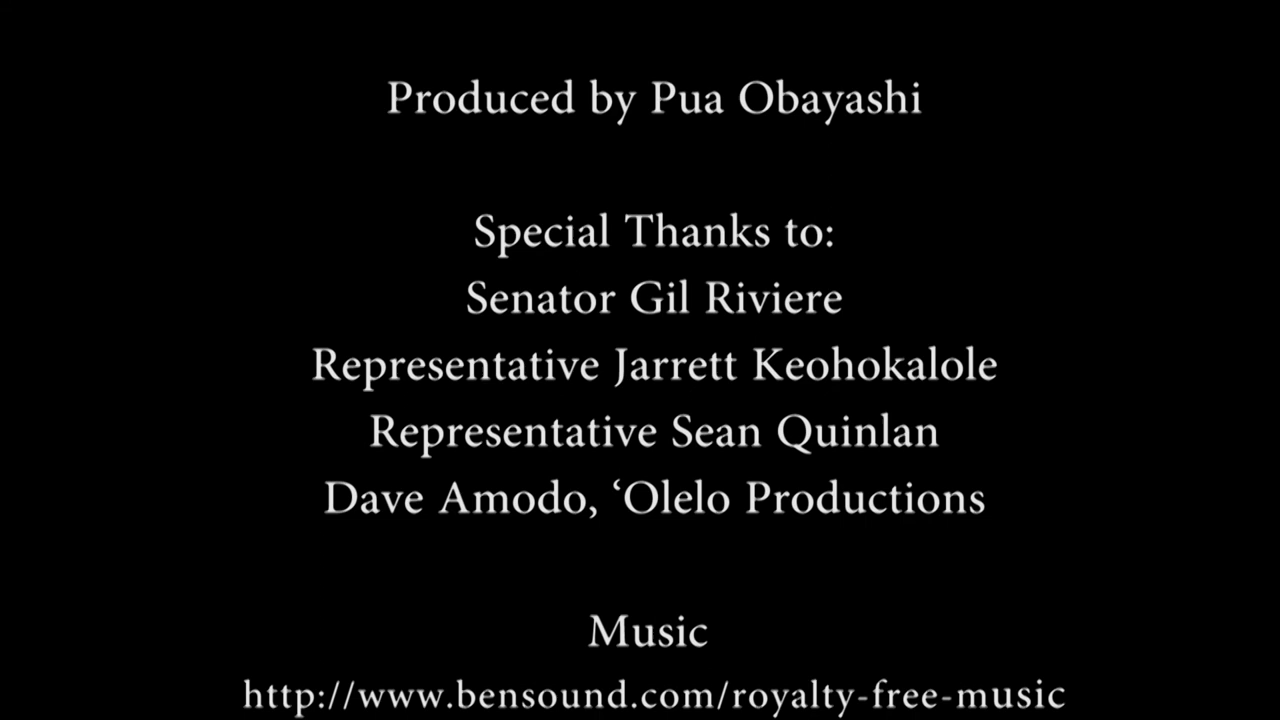 Produced by Pua Obayashi
Special Thanks to:
Senator Gil Riviere
Representative Jarrett Keohokalole
Representative Sean Quinlan
Dave Amodo, ‘Olelo Productions
Music
http://www.bensound.com/royalty-free-music